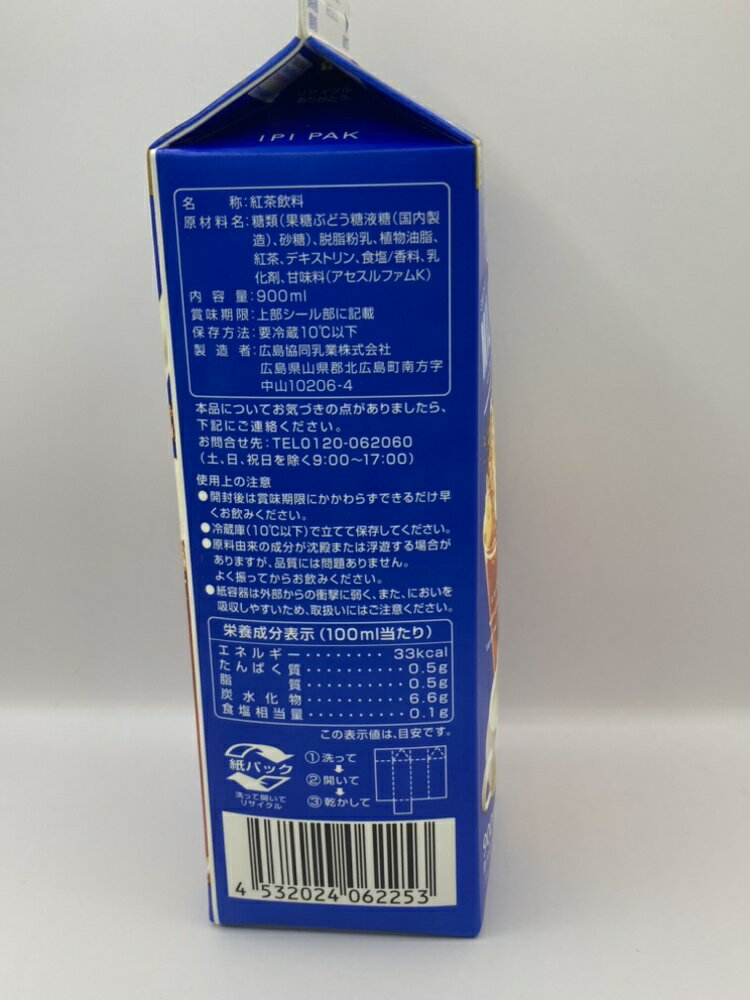 リサイクル
ありがとう。
IPI PAK
名　　称：紅茶飲料
原材料名：糖類（果糖ぶどう糖液糖（国内製
造）、砂糖）、脱脂粉乳、植物油脂、
紅茶、デキストリン、食塩/香料、乳
化剤、甘味料（アセスルファムK）
内　容　量：900ml
賞味期限：上部シール部に記載
保存方法：要冷蔵10℃以下
製　造　者：広島協同乳業株式会社
広島県山県郡北広島町南方字
中山10206-4
本品についてお気づきの点がありましたら、
下記にご連絡ください。
お問合せ先：TEL0120-062060
（土、日、祝日を除く9:00～17:00）
使用上の注意
●開封後は賞味期限にかかわらずできるだけ早
くお飲みください。
●冷蔵庫（10℃以下）で立てて保存してください。
●原料由来の成分が沈殿または浮遊する場合が
ありますが、品質には問題ありません。
よく振ってからお飲みください。
●紙容器は外部からの衝撃に弱く、また、においを
吸収しやすいため、取扱いにはご注意ください。
栄養成分表示（100ml当たり）
エネルギー・・・・・・・・33kcal
たんぱく質・・・・・・・・・・0.5g
脂　　　質・・・・・・・・・・0.5g
炭水化物・・・・・・・・・・6.6g
食塩相当量・・・・・・・・・・0.1g
この表示値は、目安です。
紙パック
洗って開いて
リサイクル
①洗って
②開いて
③乾かして
4 532024 062253